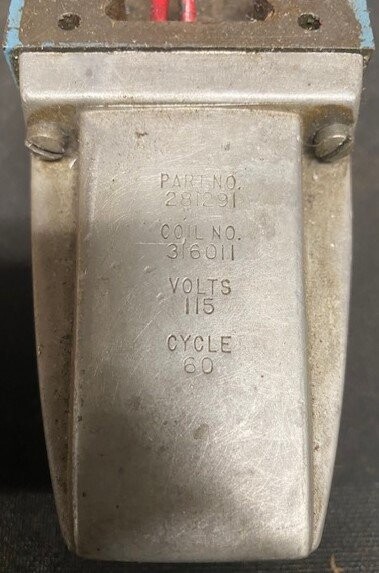 PART NO.
281291
COIL NO.
316011
VOLTS
115
CYCLE
60